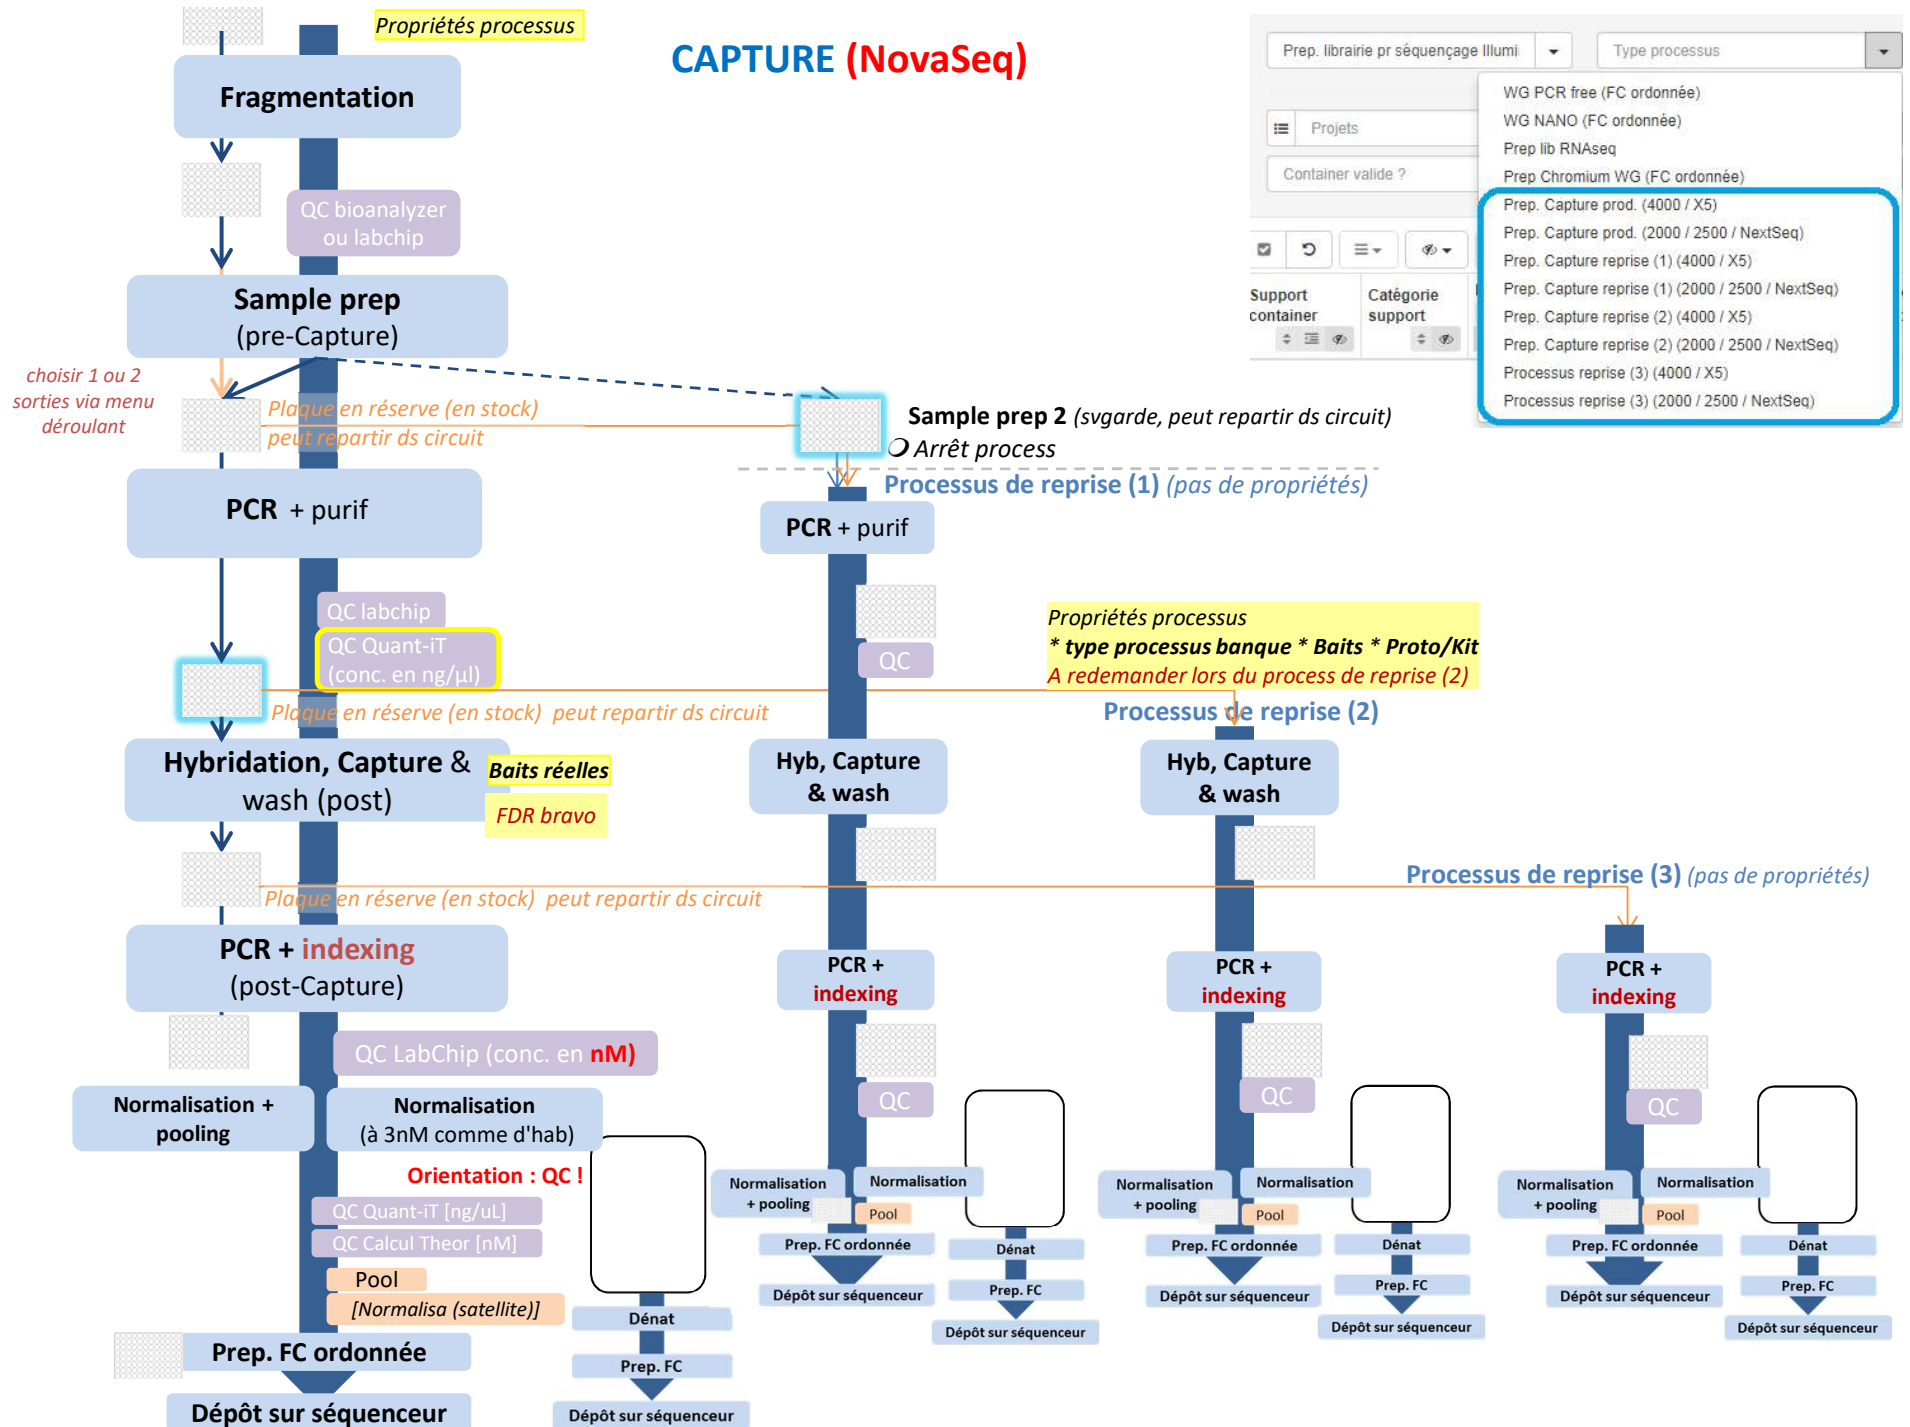 Propriétés processus
CAPTURE (NovaSeq)
Fragmentation
QC bioanalyzer
ou labchip
Sample prep
(pre-Capture)
choisir 1 ou 2
sorties via menu
déroulant
Plaque en réserve (en stock)
peut repartir ds circuit
Sample prep 2 (svgarde, peut repartir ds circuit)
Arrêt process
Processus de reprise (1) (pas de propriétés)
PCR + purif
PCR + purif
QC labchip
QC Quant-iT
(conc. en ng/µl)
QC
Propriétés processus
* type processus banque * Baits * Proto/Kit
A redemander lors du process de reprise (2)
Plaque en réserve (en stock) peut repartir ds circuit
Processus de reprise (2)
Hybridation, Capture &
wash (post)
Baits réelles
FDR bravo
Hyb, Capture
& wash
Hyb, Capture
& wash
Plaque en réserve (en stock) peut repartir ds circuit
Processus de reprise (3) (pas de propriétés)
PCR + indexing
(post-Capture)
PCR +
indexing
PCR +
indexing
PCR +
indexing
QC LabChip (conc. en nM)
QC
QC
QC
Normalisation +
pooling
Normalisation
(à 3nM comme d'hab)
Orientation : QC !
QC Quant-iT [ng/uL]
QC Calcul Theor [nM]
Pool
[Normalisa (satellite)]
Prep. FC ordonnée
Dépôt sur séquenceur
Dénat
Prep. FC
Dépôt sur séquenceur
Normalisation
+ pooling
Normalisation
Pool
Prep. FC ordonnée
Dépôt sur séquenceur
Dénat
Prep. FC
Dépôt sur séquenceur
Normalisation
+ pooling
Normalisation
Pool
Prep. FC ordonnée
Dépôt sur séquenceur
Dénat
Prep. FC
Dépôt sur séquenceur
Normalisation
+ pooling
Normalisation
Pool
Prep. FC ordonnée
Dépôt sur séquenceur
Dénat
Prep. FC
Dépôt sur séquenceur
Prep. librairie pr séquençage Illumi
Type processus
Projets
Container valide ?
Support
container
Catégorie
support
WG PCR free (FC ordonnée)
WG NANO (FC ordonnée)
Prep lib RNAseq
Prep Chromium WG (FC ordonnée)
Prep. Capture prod. (4000 / X5)
Prep. Capture prod. (2000 / 2500 / NextSeq)
Prep. Capture reprise (1) (4000 / X5)
Prep. Capture reprise (1) (2000 / 2500 / NextSeq)
Prep. Capture reprise (2) (4000 / X5)
Prep. Capture reprise (2) (2000 / 2500 / NextSeq)
Processus reprise (3) (4000 / X5)
Processus reprise (3) (2000 / 2500 / NextSeq)